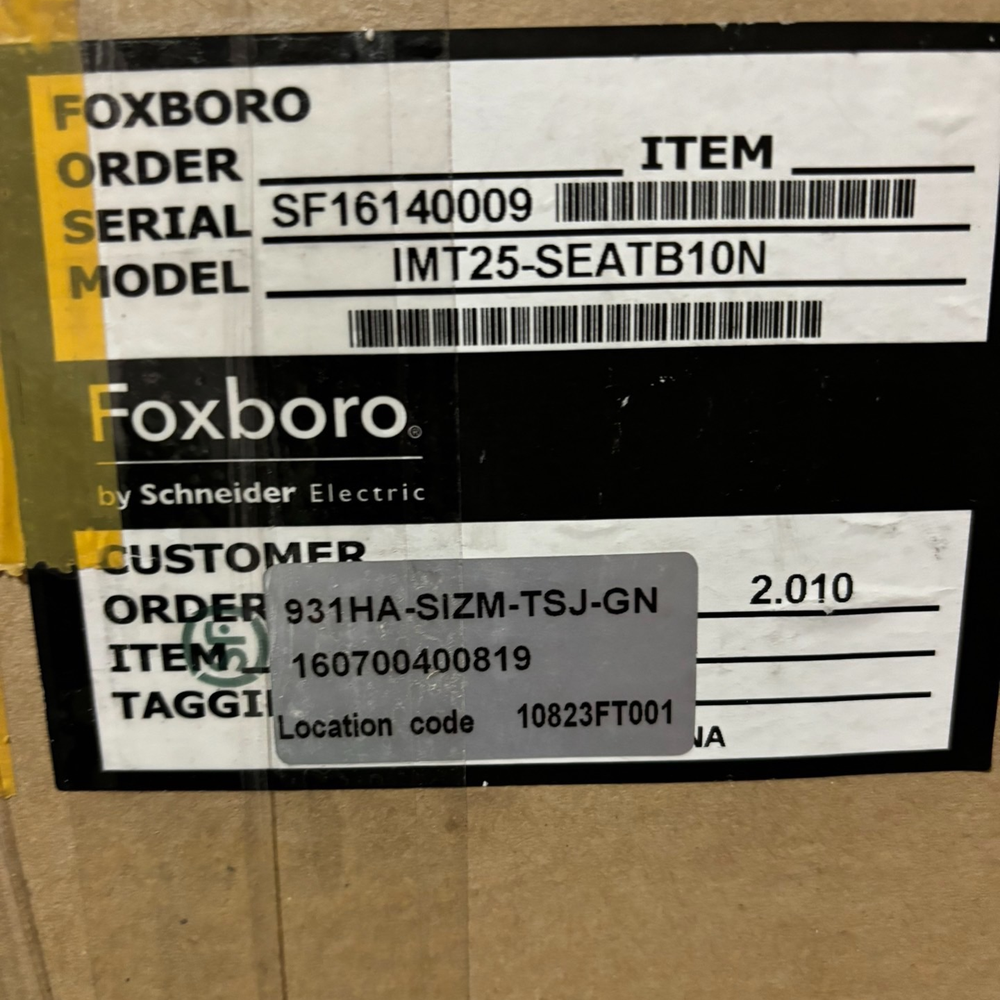 FOXBORO
ORDER ITEM
SERIAL SF16140009
MODEL IMT25-SEATB10N
Foxboro®
by Schneider Electric
CUSTOMER
ORDER 2.010
ITEM
TAGGI
931HA-SIZM-TSJ-GN
160700400819
Location code 10823FT001
NA